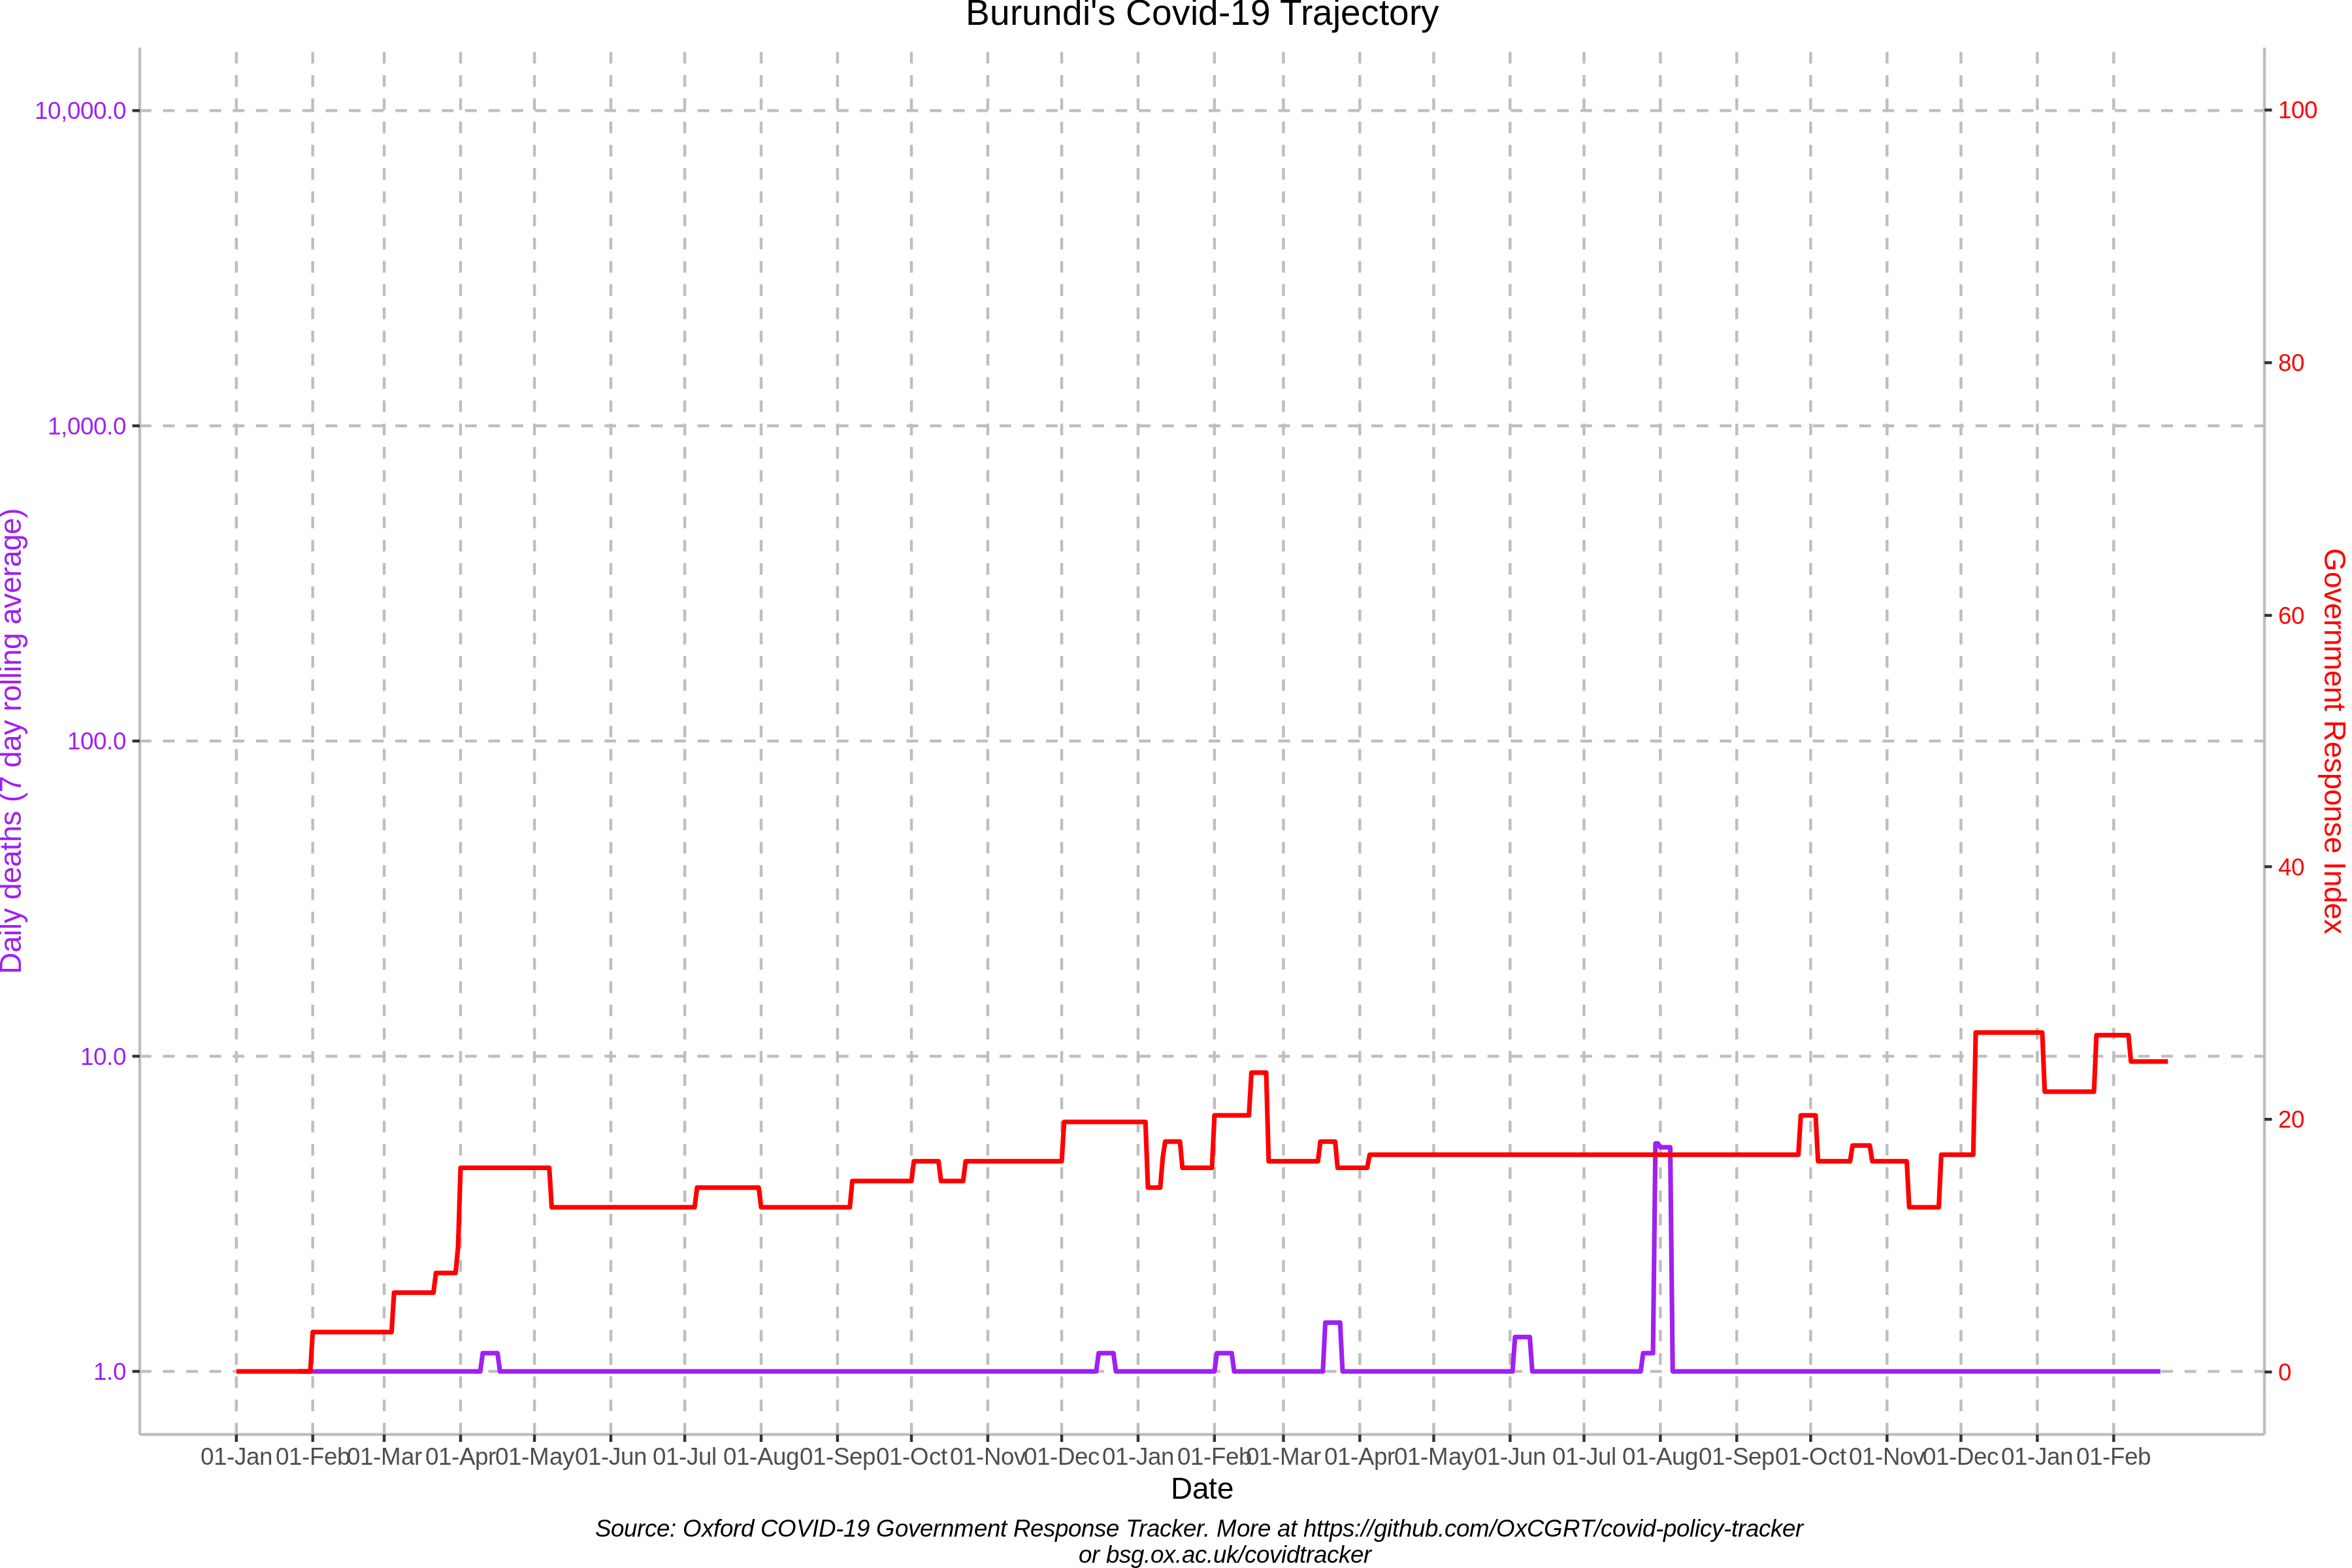 Burundi's Covid-19 Trajectory
10,000.0
1,000.0
100.0
10.0
1.0
Daily deaths (7 day rolling average)
100
80
60
40
20
0
Government Response Index
01-Jan 01-Feb 01-Mar 01-Apr 01-May 01-Jun 01-Jul 01-Aug 01-Sep 01-Oct 01-Nov 01-Dec 01-Jan 01-Feb 01-Mar 01-Apr 01-May 01-Jun 01-Jul 01-Aug 01-Sep 01-Oct 01-Nov 01-Dec 01-Jan 01-Feb
Date
Source: Oxford COVID-19 Government Response Tracker. More at https://github.com/OxCGRT/covid-policy-tracker
or bsg.ox.ac.uk/covidtracker